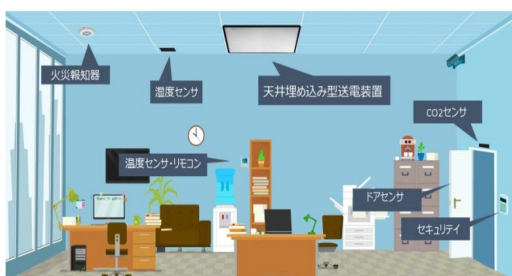 火災報知器
湿度センサ
天井埋め込み型送電装置
CO2センサ
温度センサ・リモコン
ドアセンサ
セキュリティ